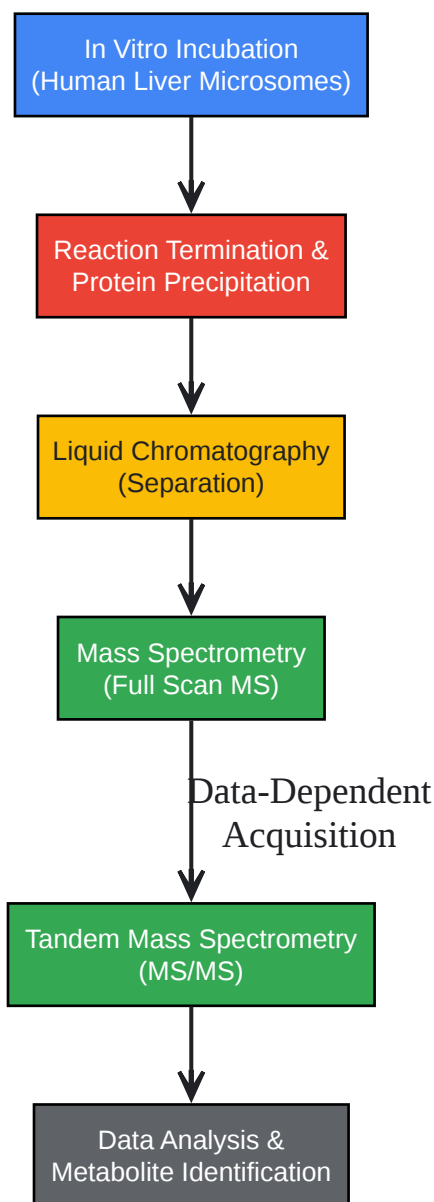 In Vitro Incubation
(Human Liver Microsomes)
Reaction Termination &
Protein Precipitation
Liquid Chromatography
(Separation)
Mass Spectrometry
(Full Scan MS)
Data-Dependent
Acquisition
Tandem Mass Spectrometry
(MS/MS)
Data Analysis &
Metabolite Identification